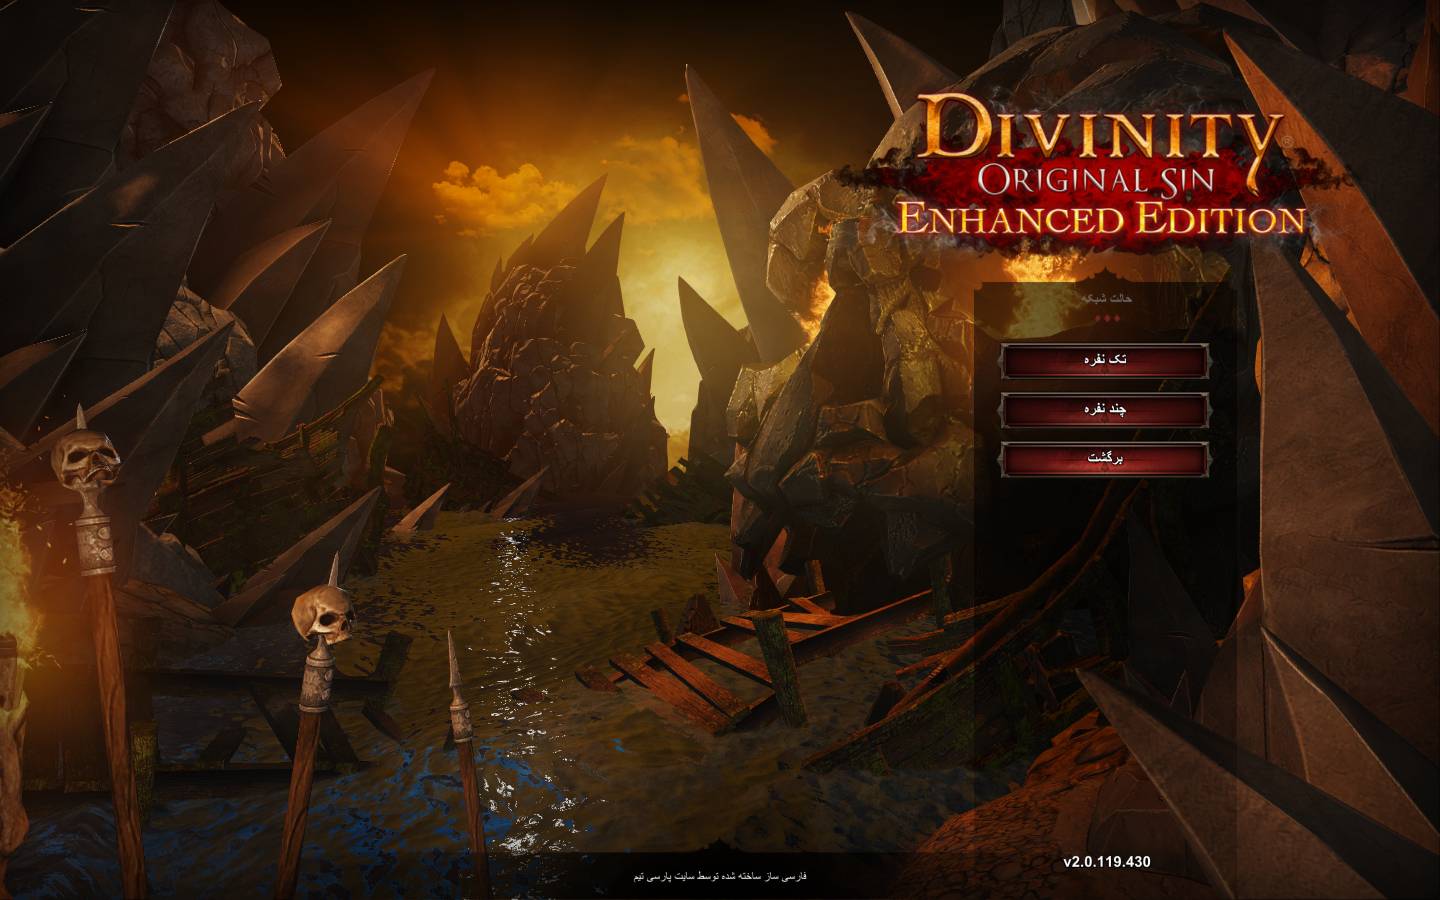 DIVINITY
ORIGINAL SIN
ENHANCED EDITION
حالت شبکه
تک نفره
چند نفره
برگشت
v2.0.119.430
فارسی ساز ساخته شده توسط سایت پارسی تیم